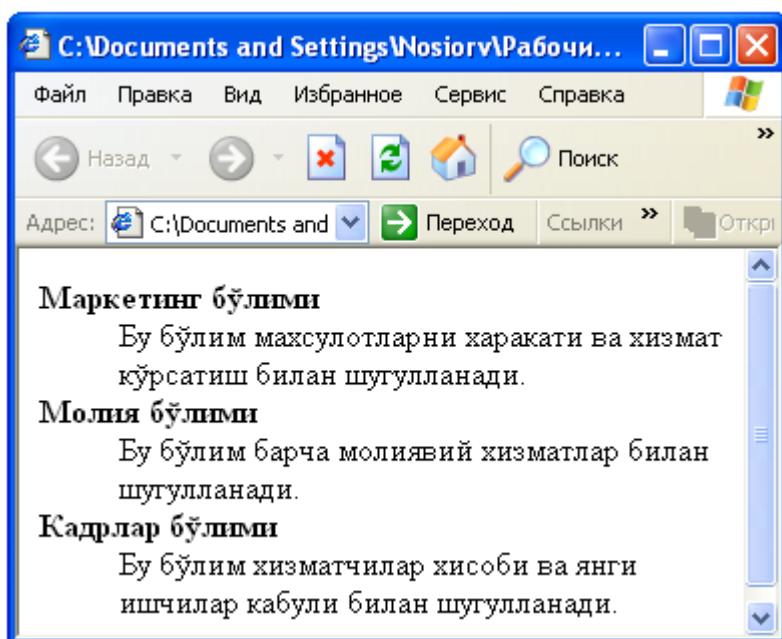 C:\Documents and Settings\Nosiorv\Рабочи...
Файл Правка Вид Избранное Сервис Справка
Назад Поиск »
Адрес: C:\Documents and Переход Ссылки »
Маркетинг бўлими
Бу бўлим махсулотларни харакати ва хизмат
кўрсатиш билан шугулланади.
Молия бўлими
Бу бўлим барча молиявий хизматлар билан
шугулланади.
Кадрлар бўлими
Бу бўлим хизматчилар хисоби ва янги
ишчилар кабули билан шугулланади.